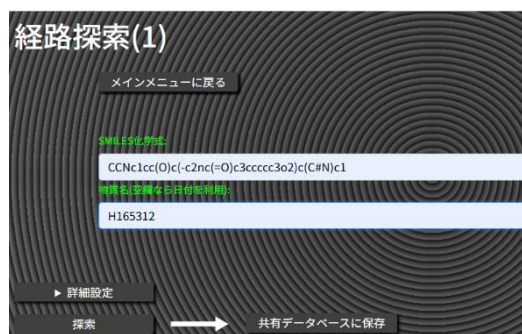 経路探索(1)
メインメニューに戻る
SMILES化学式:
CCNc1cc(O)c(-c2nc(=O)c3ccccc3o2)c(C#N)c1
物質名(空欄なら日付を利用):
H165312
▶ 詳細設定
探索
共有データベースに保存